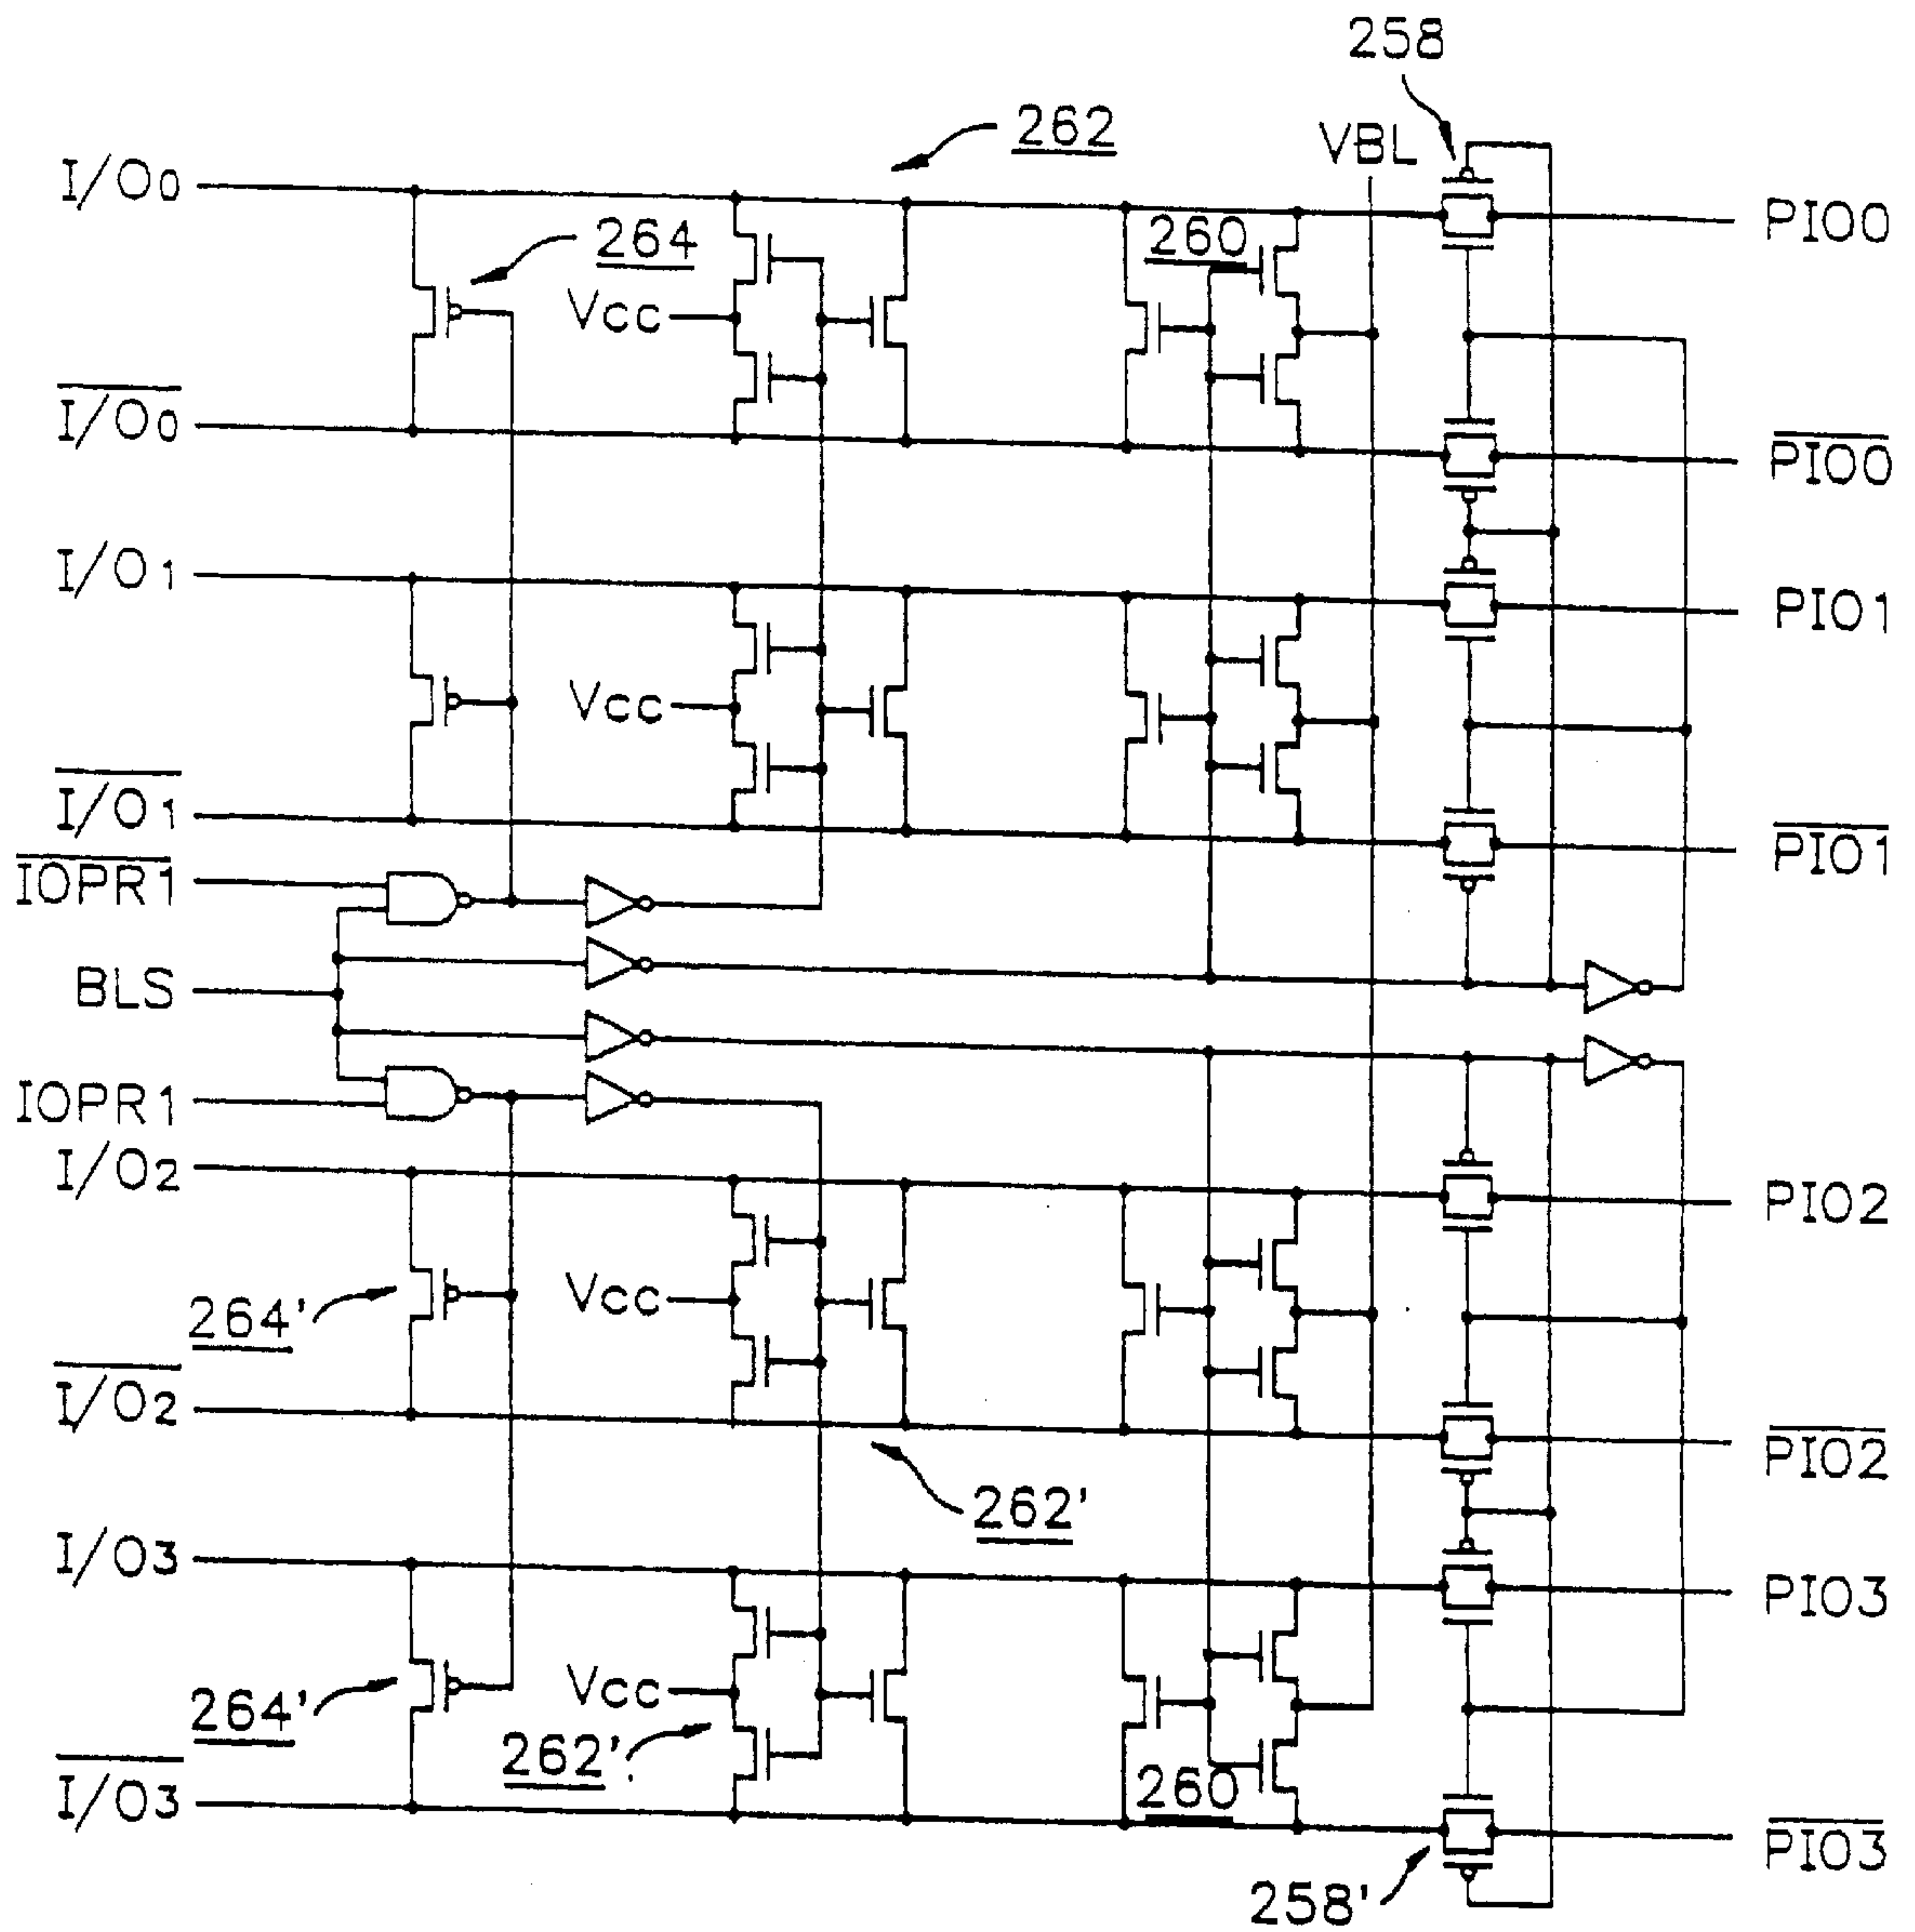 258
262
VBL
I/O0
PIO0
264
260
Vcc
I/O0
PIO0
I/O1
PIO1
Vcc
I/O1
PIO1
IOPR1
BLS
IOPR1
I/O2
PIO2
Vcc
264'
I/O2
PIO2
262'
I/O3
PIO3
Vcc
264'
262'
260
I/O3
PIO3
258'